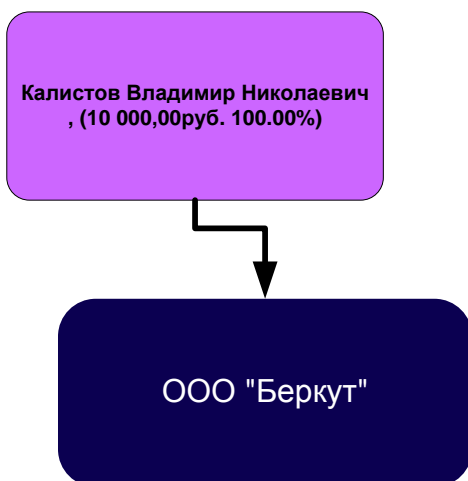 Калистов Владимир Николаевич
, (10 000,00руб. 100.00%)
ООО "Беркут"